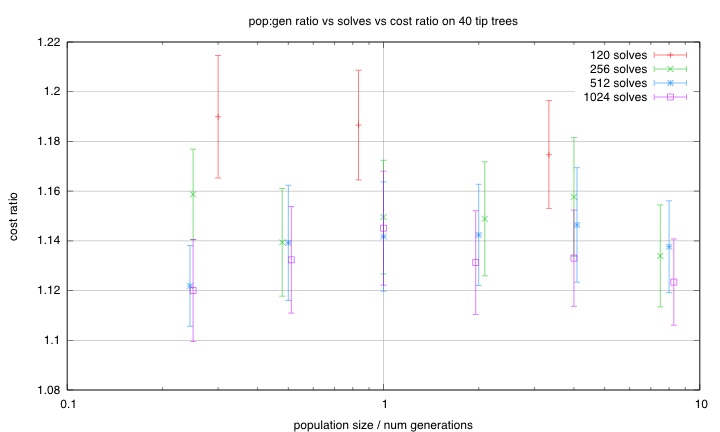 pop:gen ratio vs solves vs cost ratio on 40 tip trees
1.22
1.2
1.18
1.16
1.14
1.12
1.1
1.08
cost ratio
120 solves
256 solves
512 solves
1024 solves
0.1
1
10
population size / num generations